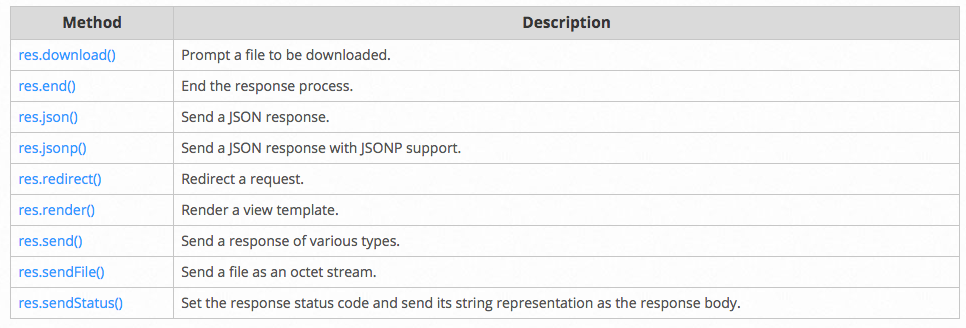 Method Description
res.download() Prompt a file to be downloaded.
res.end() End the response process.
res.json() Send a JSON response.
res.jsonp() Send a JSON response with JSONP support.
res.redirect() Redirect a request.
res.render() Render a view template.
res.send() Send a response of various types.
res.sendFile() Send a file as an octet stream.
res.sendStatus() Set the response status code and send its string representation as the response body.